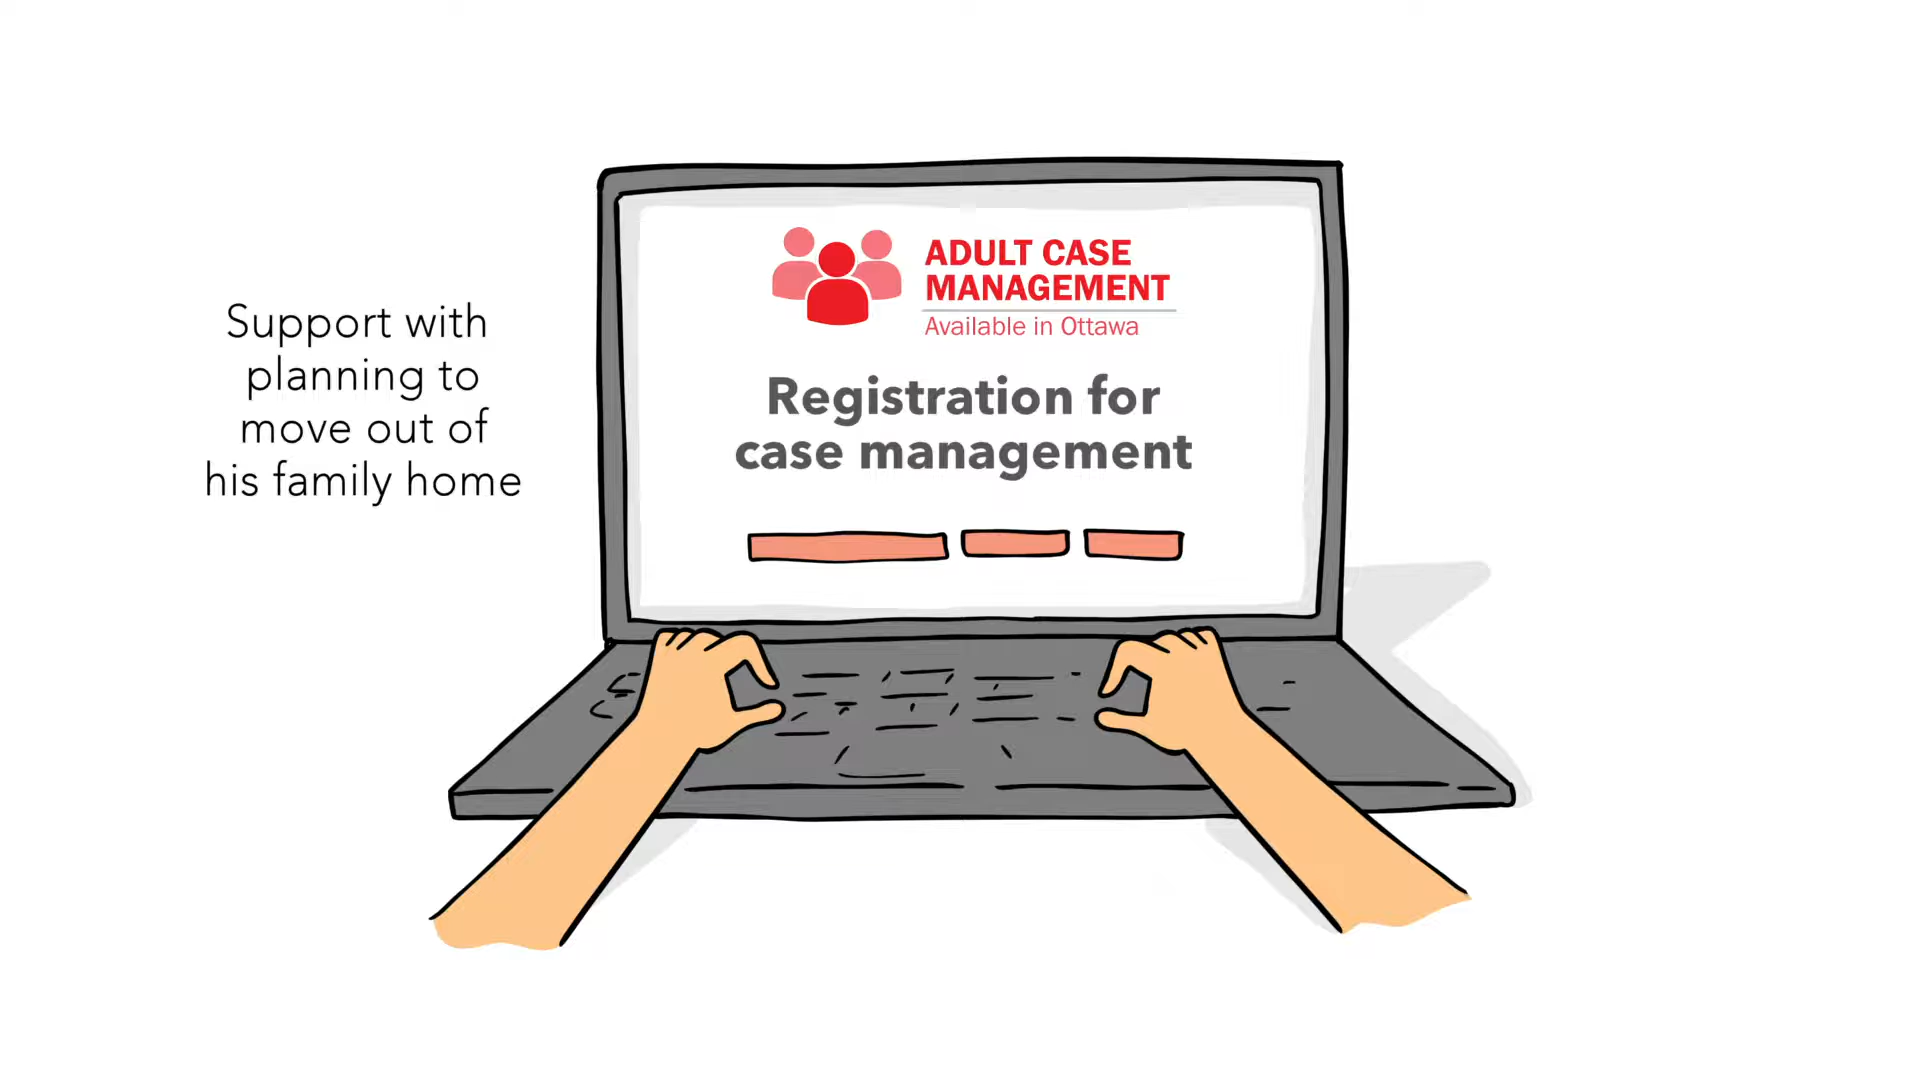 Support with
planning to
move out of
his family home
ADULT CASE
MANAGEMENT
Available in Ottawa
Registration for
case management